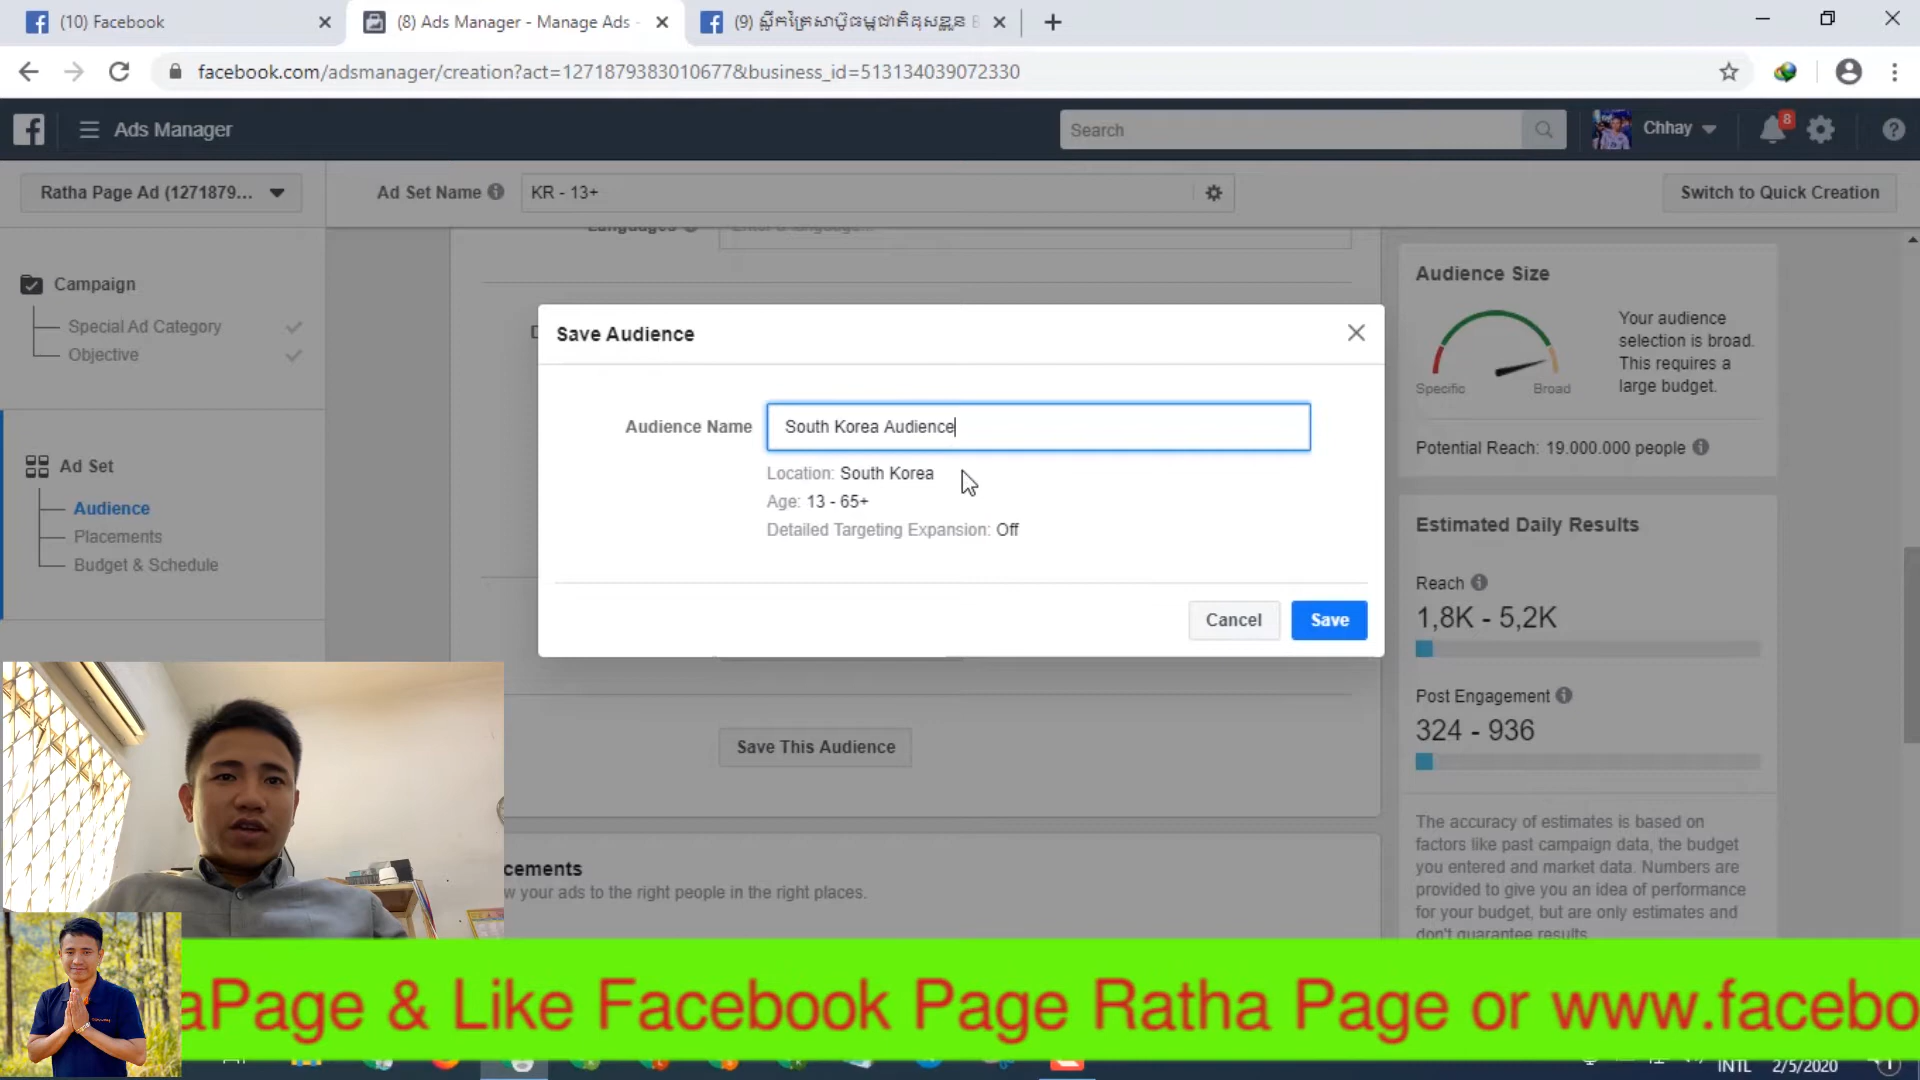 (10) Facebook
(8) Ads Manager - Manage Ads -
facebook.com/adsmanager/creation?act=1271879383010677&business_id=513134039072330
Ads Manager
Search
Chhay
8
Ratha Page Ad (1271879...
Ad Set Name
KR - 13+
Switch to Quick Creation
Campaign
Special Ad Category
Objective
Ad Set
Audience
Placements
Budget & Schedule
Languages
Save Audience
Audience Name
South Korea Audience
Location: South Korea
Age: 13 - 65+
Detailed Targeting Expansion: Off
Cancel
Save
Save This Audience
cements
w your ads to the right people in the right places.
Audience Size
Specific
Broad
Your audience
selection is broad.
This requires a
large budget.
Potential Reach: 19.000.000 people
Estimated Daily Results
Reach
1,8K - 5,2K
Post Engagement
324 - 936
The accuracy of estimates is based on
factors like past campaign data, the budget
you entered and market data. Numbers are
provided to give you an idea of performance
for your budget, but are only estimates and
don't guarantee results
aPage & Like Facebook Page Ratha Page or www.facebo
INTL
2/5/2020